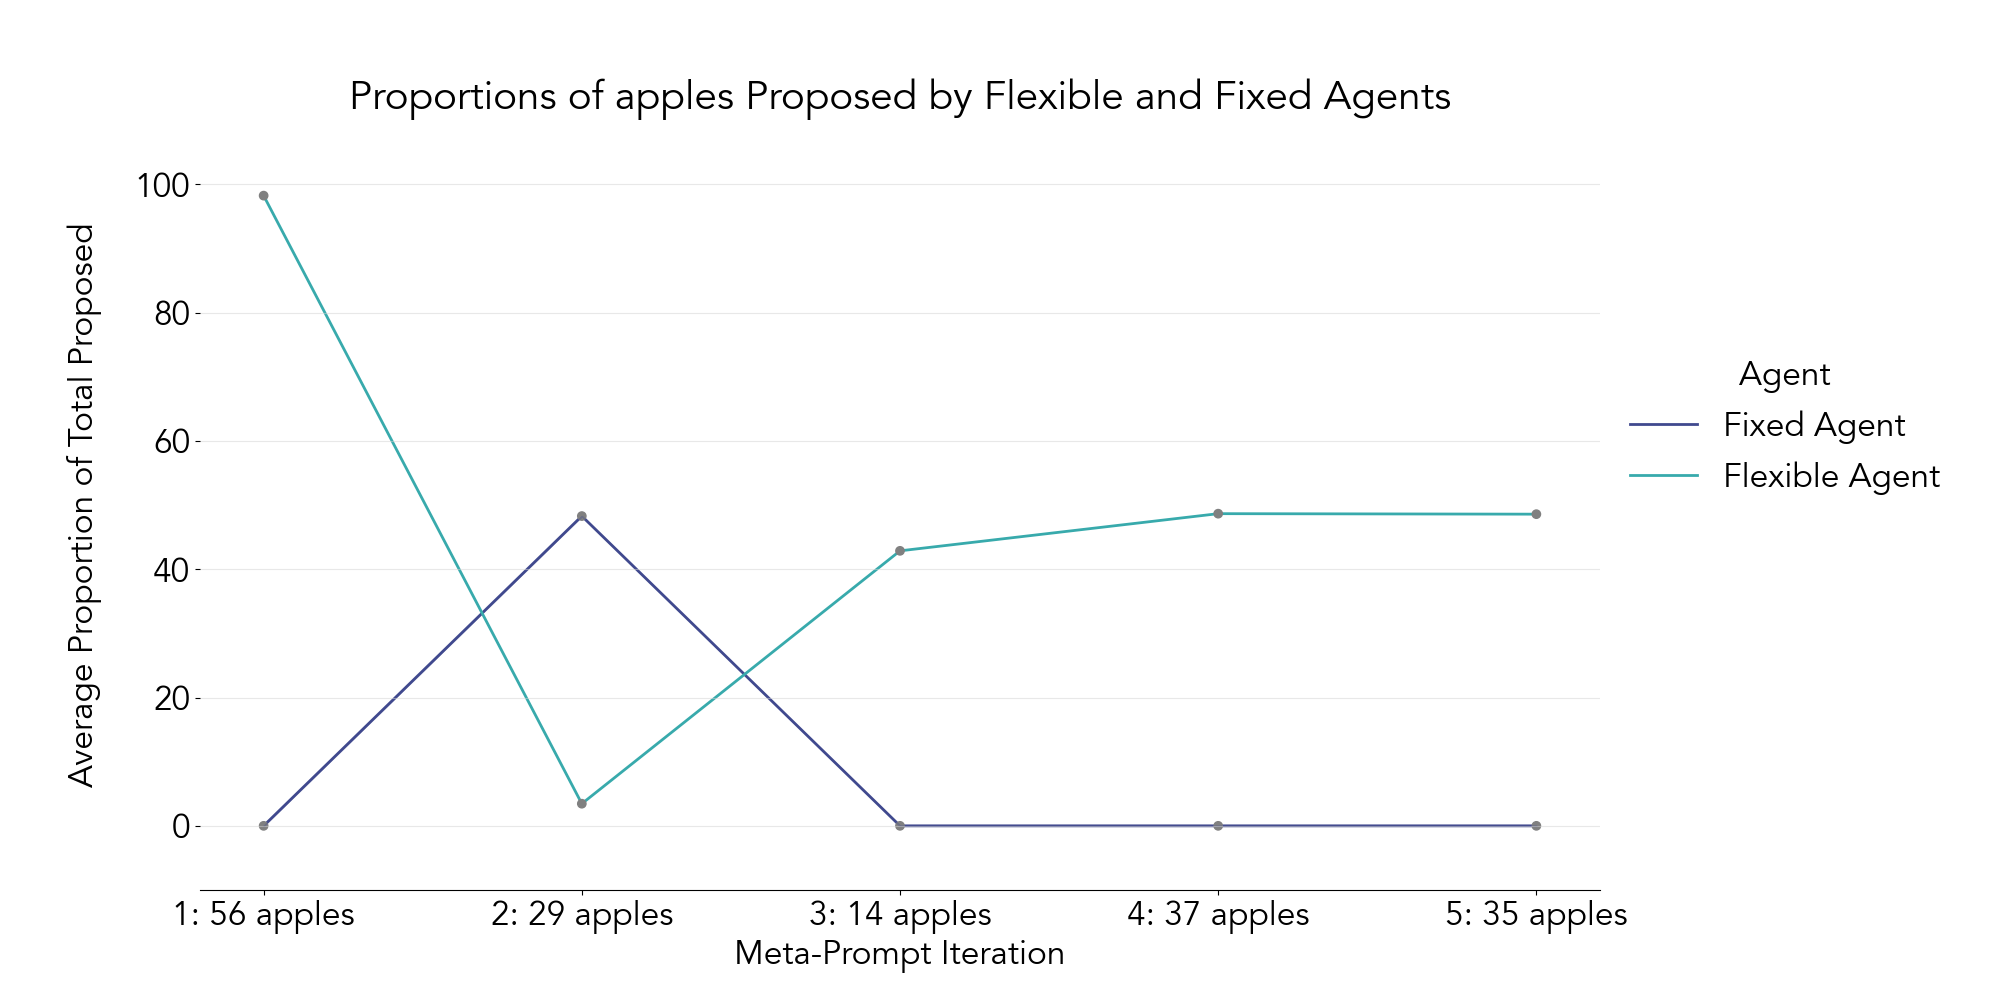 Proportions of apples Proposed by Flexible and Fixed Agents
Average Proportion of Total Proposed
100
80
60
40
20
0
1: 56 apples
2: 29 apples
3: 14 apples
4: 37 apples
5: 35 apples
Meta-Prompt Iteration
Agent
Fixed Agent
Flexible Agent